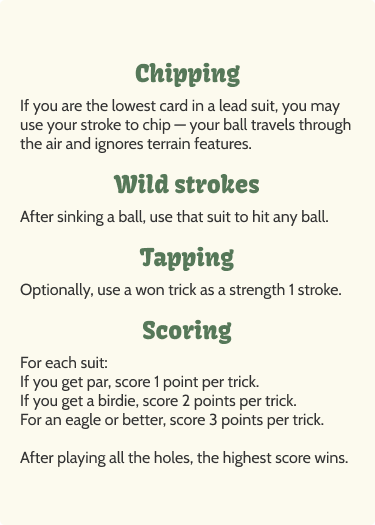 Chipping
If you are the lowest card in a lead suit, you may
use your stroke to chip — your ball travels through
the air and ignores terrain features.
Wild strokes
After sinking a ball, use that suit to hit any ball.
Tapping
Optionally, use a won trick as a strength 1 stroke.
Scoring
For each suit:
If you get par, score 1 point per trick.
If you get a birdie, score 2 points per trick.
For an eagle or better, score 3 points per trick.
After playing all the holes, the highest score wins.